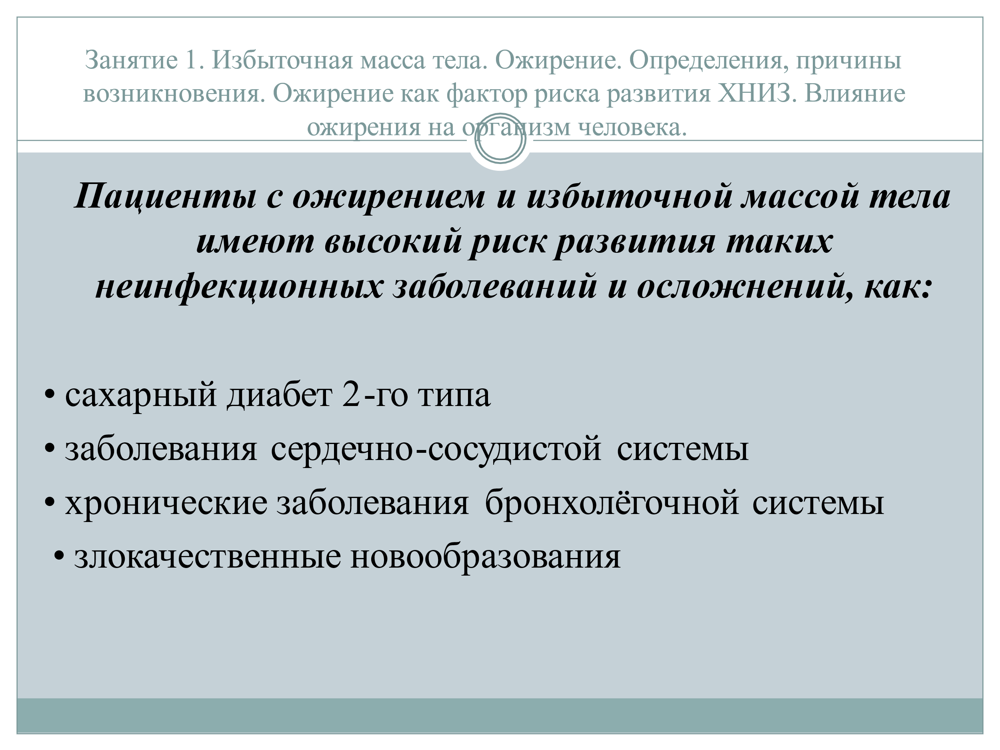 Занятие 1. Избыточная масса тела. Ожирение. Определения, причины
возникновения. Ожирение как фактор риска развития ХНИЗ. Влияние
ожирения на организм человека.
Пациенты с ожирением и избыточной массой тела
имеют высокий риск развития таких
неинфекционных заболеваний и осложнений, как:
• сахарный диабет 2-го типа
• заболевания сердечно-сосудистой системы
• хронические заболевания бронхолёгочной системы
• злокачественные новообразования